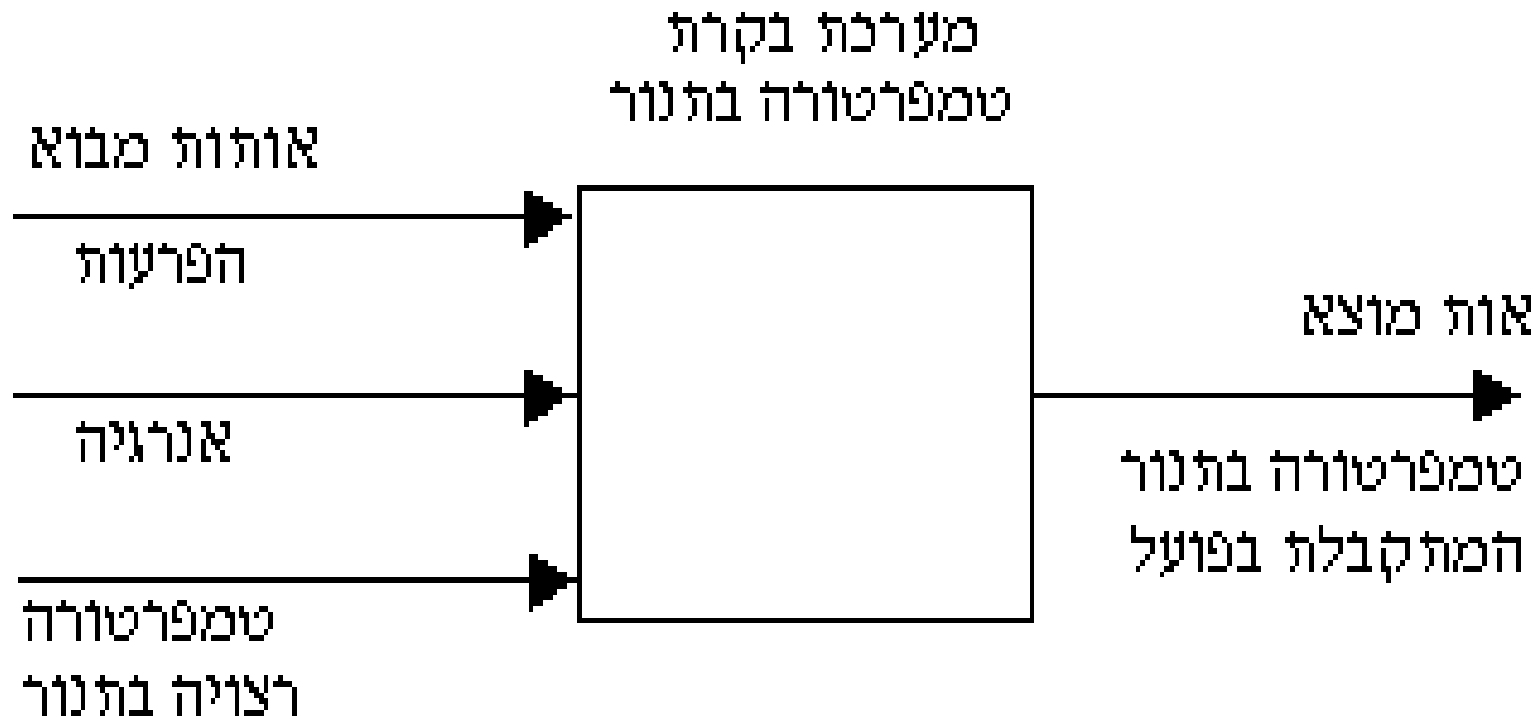 מערכת בקרת
טמפרטורה בתנור
אותות מבוא
הפרעות
אנרגיה
טמפרטורה
רצויה בתנור
אות מוצא
טמפרטורה בתנור
המתקבלת בפועל